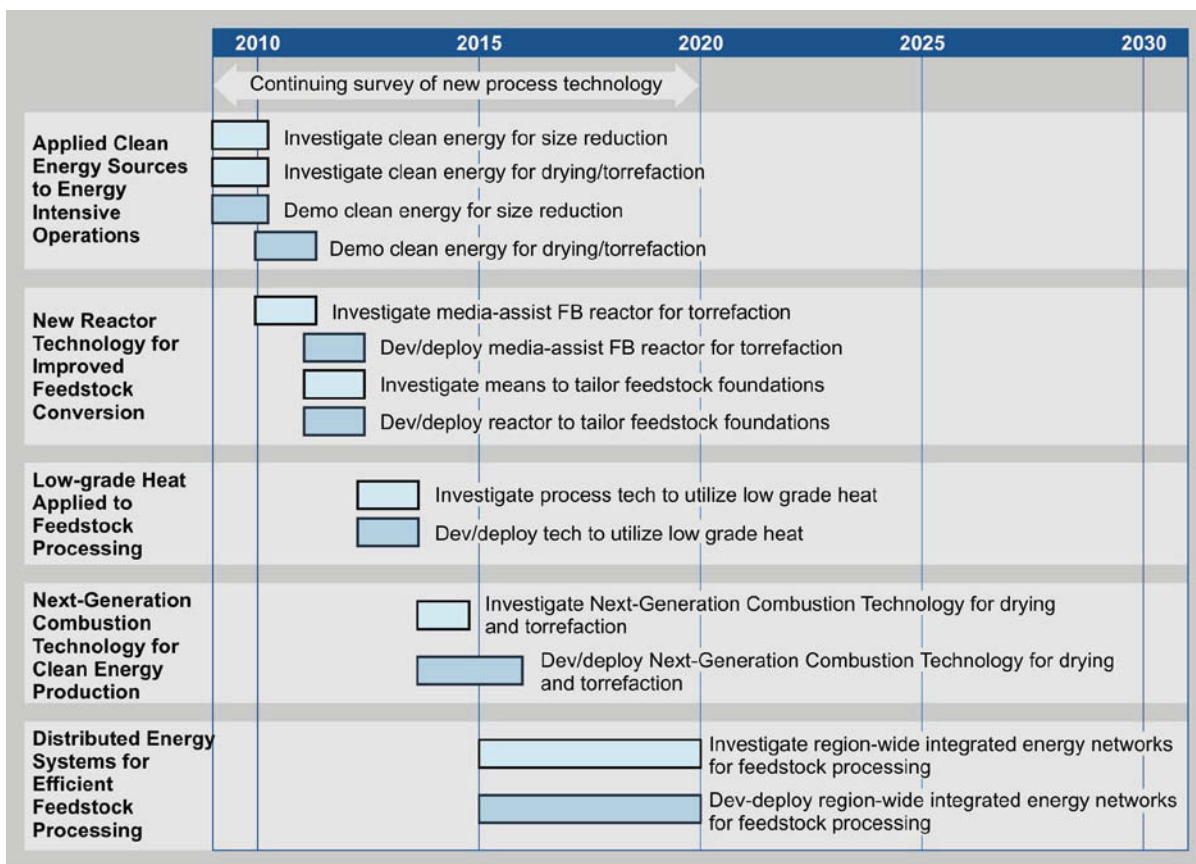 2010 2015 2020 2025 2030
Continuing survey of new process technology
Applied Clean
Energy Sources
to Energy
Intensive
Operations
Investigate clean energy for size reduction
Investigate clean energy for drying/torrefaction
Demo clean energy for size reduction
Demo clean energy for drying/torrefaction
New Reactor
Technology for
Improved
Feedstock
Conversion
Investigate media-assist FB reactor for torrefaction
Dev/deploy media-assist FB reactor for torrefaction
Investigate means to tailor feedstock foundations
Dev/deploy reactor to tailor feedstock foundations
Low-grade Heat
Applied to
Feedstock
Processing
Investigate process tech to utilize low grade heat
Dev/deploy tech to utilize low grade heat
Next-Generation
Combustion
Technology for
Clean Energy
Production
Investigate Next-Generation Combustion Technology for drying
and torrefaction
Dev/deploy Next-Generation Combustion Technology for drying
and torrefaction
Distributed Energy
Systems for
Efficient
Feedstock
Processing
Investigate region-wide integrated energy networks
for feedstock processing
Dev-deploy region-wide integrated energy networks
for feedstock processing